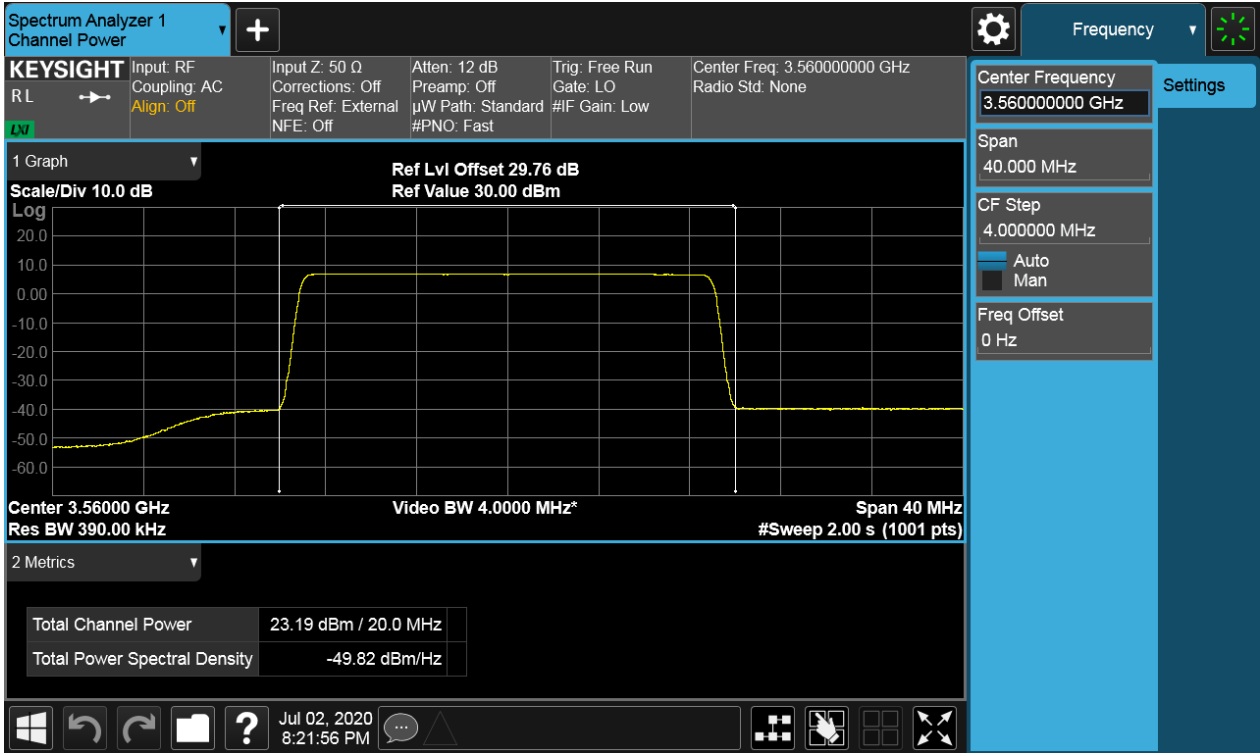 Spectrum Analyzer 1
Channel Power
Frequency
KEYSIGHT
RL
LXI
Input: RF
Coupling: AC
Align: Off
Input Z: 50 Ω
Corrections: Off
Freq Ref: External
NFE: Off
Atten: 12 dB
Preamp: Off
µW Path: Standard
#PNO: Fast
Trig: Free Run
Gate: LO
#IF Gain: Low
Center Freq: 3.560000000 GHz
Radio Std: None
Center Frequency
3.560000000 GHz
Settings
Span
40.000 MHz
CF Step
4.000000 MHz
Auto
Man
Freq Offset
0 Hz
1 Graph
Scale/Div 10.0 dB
Ref Lvl Offset 29.76 dB
Ref Value 30.00 dBm
Log
20.0
10.0
0.00
-10.0
-20.0
-30.0
-40.0
-50.0
-60.0
Center 3.56000 GHz
Res BW 390.00 kHz
Video BW 4.0000 MHz*
Span 40 MHz
#Sweep 2.00 s (1001 pts)
2 Metrics
Total Channel Power 23.19 dBm / 20.0 MHz
Total Power Spectral Density -49.82 dBm/Hz
?
Jul 02, 2020
8:21:56 PM